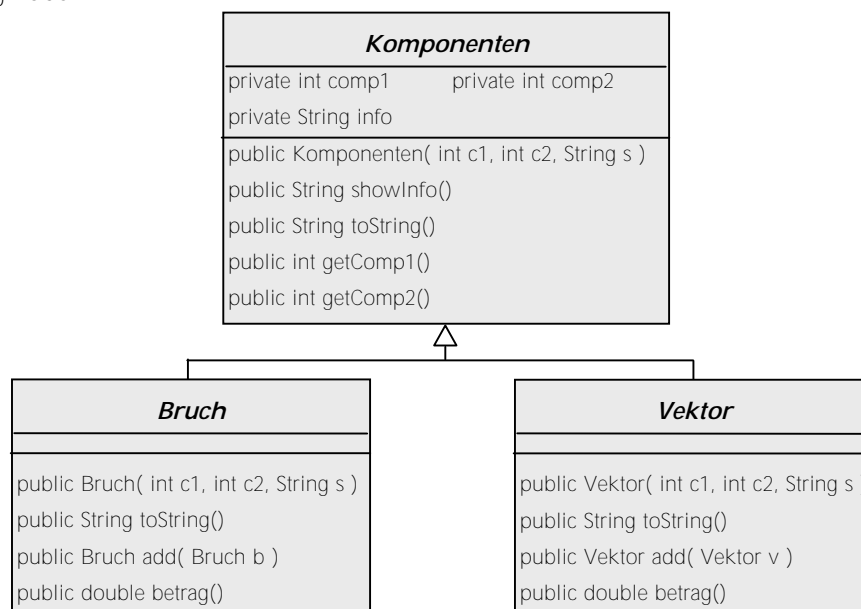 Komponenten
private int comp1 private int comp2
private String info
public Komponenten( int c1, int c2, String s )
public String showInfo()
public String toString()
public int getComp1()
public int getComp2()
Bruch
public Bruch( int c1, int c2, String s )
public String toString()
public Bruch add( Bruch b )
public double betrag()
Vektor
public Vektor( int c1, int c2, String s
public String toString()
public Vektor add( Vektor v )
public double betrag()